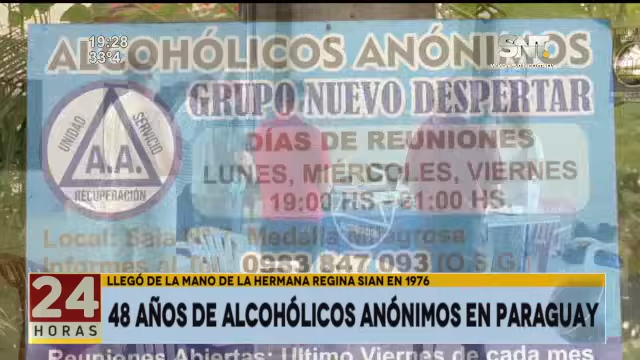 19:28
33°4
SNT
ALCOHÓLICOS ANÓNIMOS
GRUPO NUEVO DESPERTAR
UNIDAD
SERVICIO
A.A.
RECUPERACIÓN
DÍAS DE REUNIONES
LUNES, MIÉRCOLES, VIERNES
19:00 HS - 21:00 HS.
Local: Medalla Milagrosa
Informes al 0983 847 093 (O.S.G.)
LLEGÓ DE LA MANO DE LA HERMANA REGINA SIAN EN 1976
24 HORAS
48 AÑOS DE ALCOHÓLICOS ANÓNIMOS EN PARAGUAY
Reuniones Abiertas: Último Viernes de cada mes